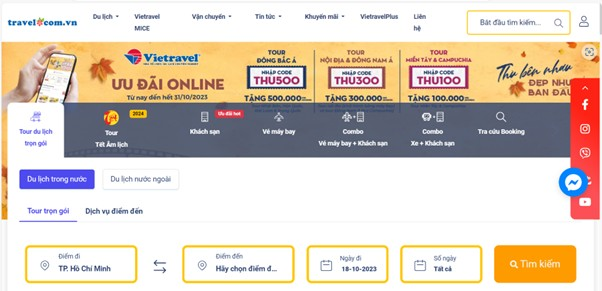 travel.com.vn
Du lịch
Vietravel MICE
Vận chuyển
Tin tức
Khuyến mãi
VietravelPlus
Liên hệ
Bắt đầu tìm kiếm...
Vietravel
ƯU ĐÃI ONLINE
Từ nay đến hết 31/10/2023
TOUR
ĐÔNG BẮC Á
NHẬP CODE
THU500
TẶNG 500.000
TOUR
NỘI ĐỊA & ĐÔNG NAM Á
NHẬP CODE
THU300
TẶNG 300.000
TOUR
MIỀN TÂY & CAMPUCHIA
NHẬP CODE
THU100
TẶNG 100.000
Thu bên nhau
ĐẸP NHƯ
BAN ĐẦU
Tour du lịch
trọn gói
2024
Tour
Tết Âm lịch
Ưu đãi hot
Khách sạn
Vé máy bay
Combo
Vé máy bay + Khách sạn
Combo
Xe + Khách sạn
Tra cứu Booking
Du lịch trong nước
Du lịch nước ngoài
Tour trọn gói
Dịch vụ điểm đến
Điểm đi
TP. Hồ Chí Minh
Điểm đến
Hãy chọn điểm đ...
Ngày đi
18-10-2023
Số ngày
Tất cả
Tìm kiếm